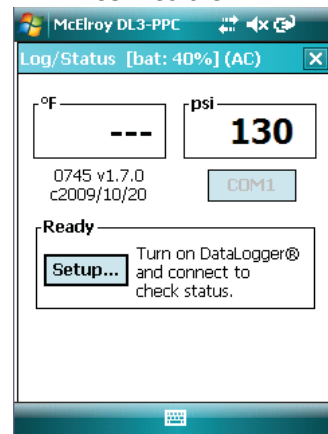 McElroy DL3-PPC
Log/Status [bat: 40%] (AC)
°F
---
psi
130
0745 v1.7.0
c2009/10/20
COM1
Ready
Setup...
Turn on DataLogger®
and connect to
check status.